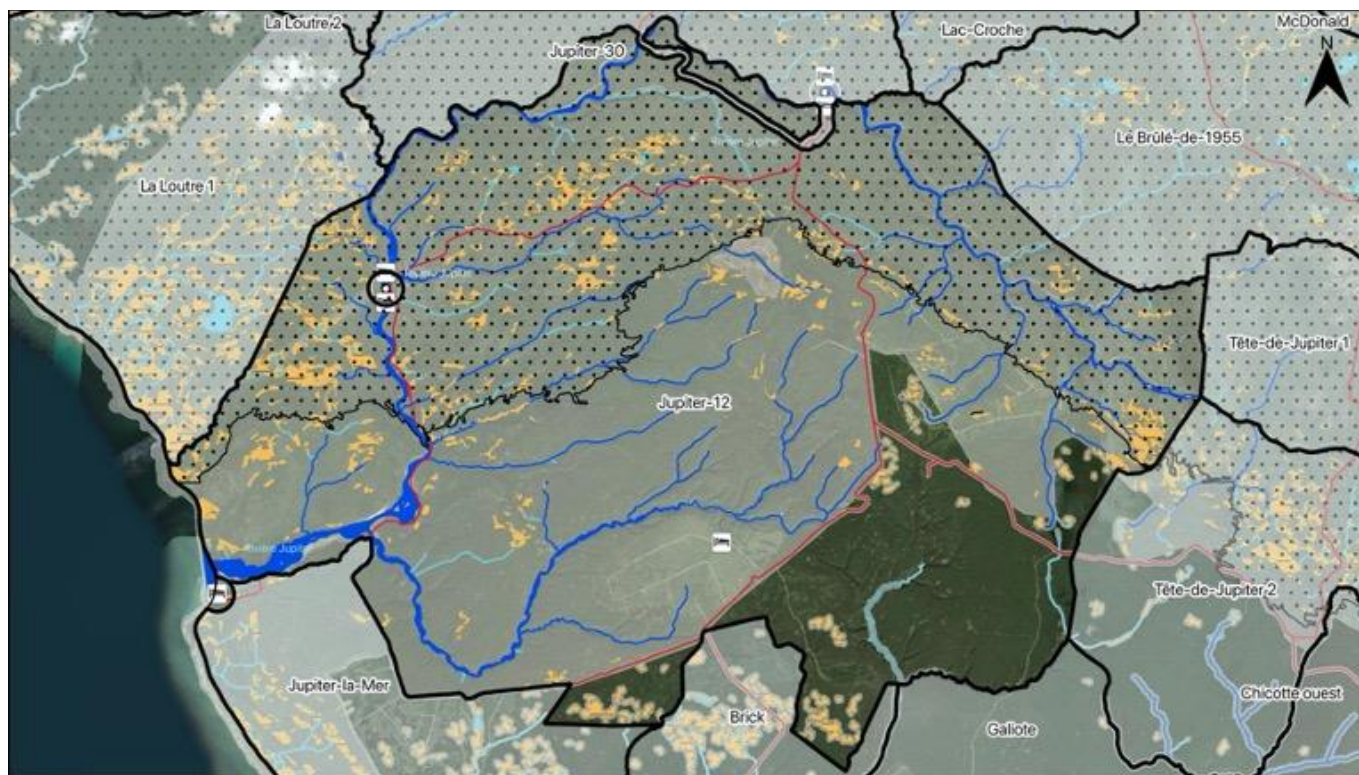 La Loutre 2
McDonald
Lac-Croche
N
Jupiter-30
Le Brûlé-de-1955
La Loutre 1
Tête-de-Jupiter 1
Jupiter-12
Tête-de-Jupiter 2
Jupiter-la-Mer
Chicotte ouest
Brick
Galiote